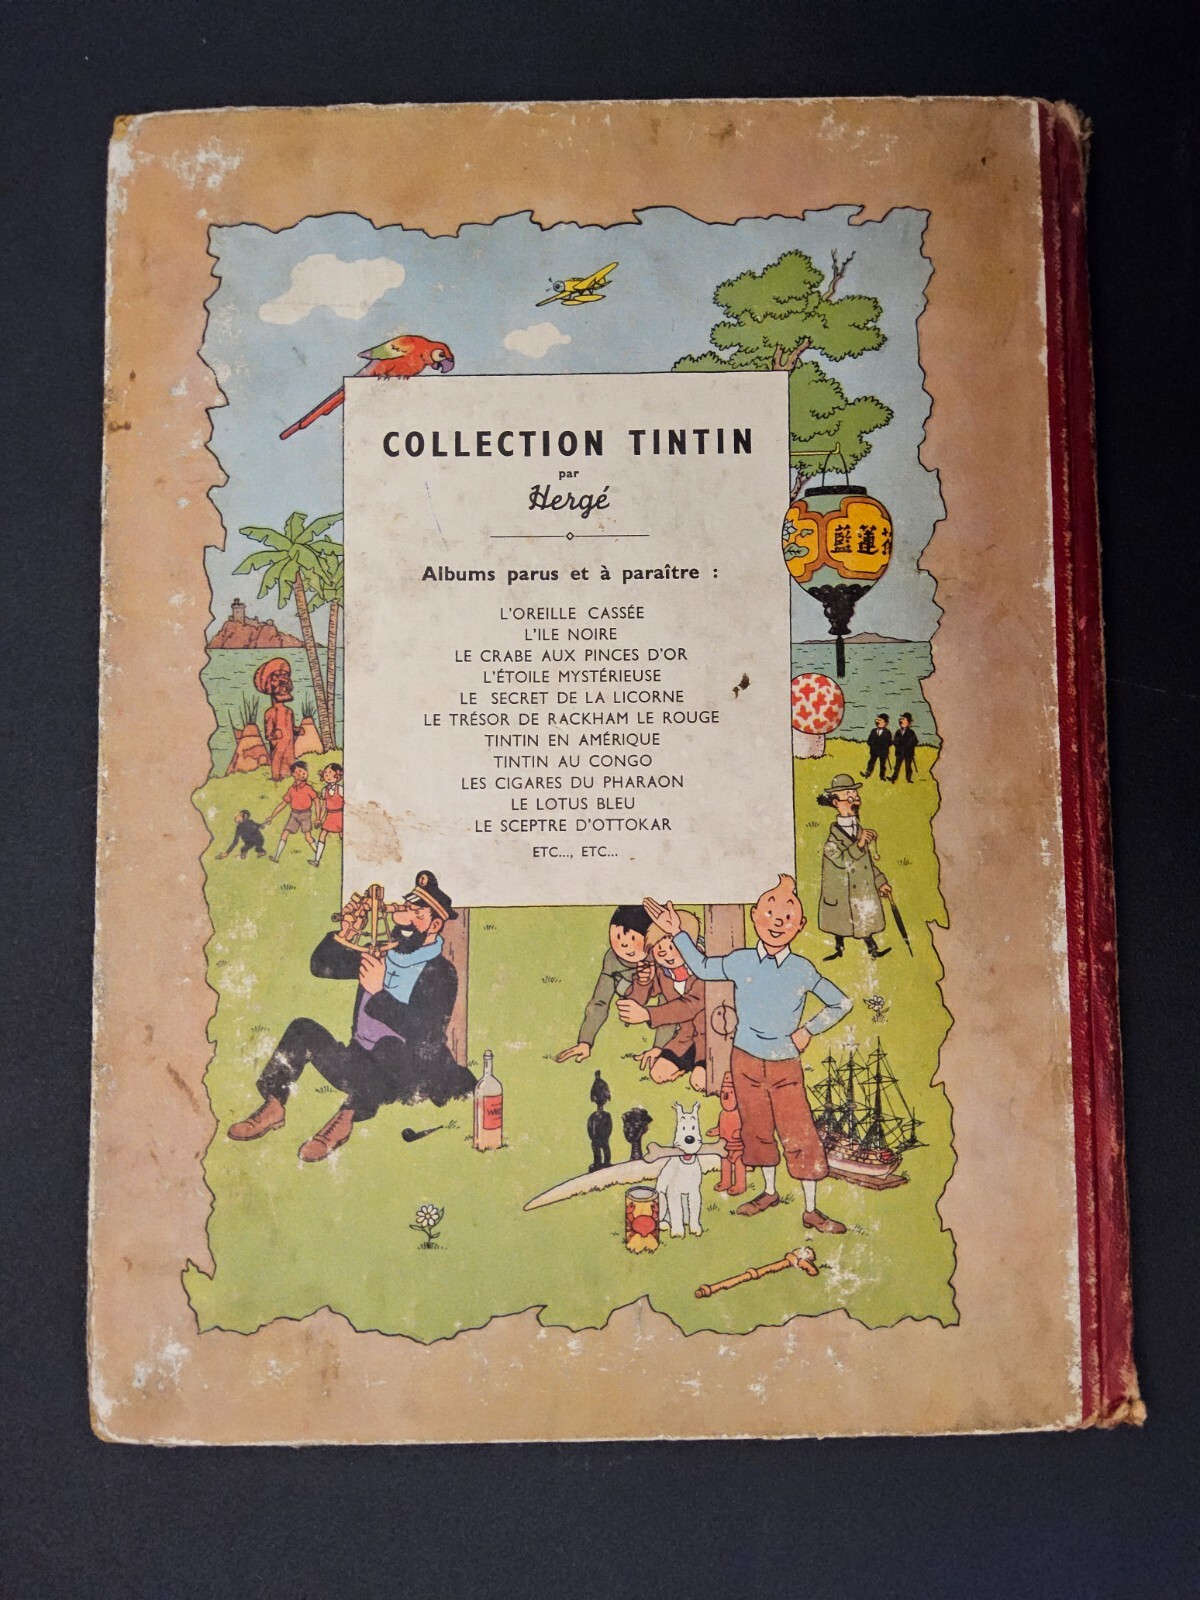 COLLECTION TINTIN
par
Hergé
Albums parus et à paraître :
L'OREILLE CASSÉE
L'ILE NOIRE
LE CRABE AUX PINCES D'OR
L'ÉTOILE MYSTÉRIEUSE
LE SECRET DE LA LICORNE
LE TRÉSOR DE RACKHAM LE ROUGE
TINTIN EN AMÉRIQUE
TINTIN AU CONGO
LES CIGARES DU PHARAON
LE LOTUS BLEU
LE SCEPTRE D'OTTOKAR
ETC..., ETC...
藍蓮